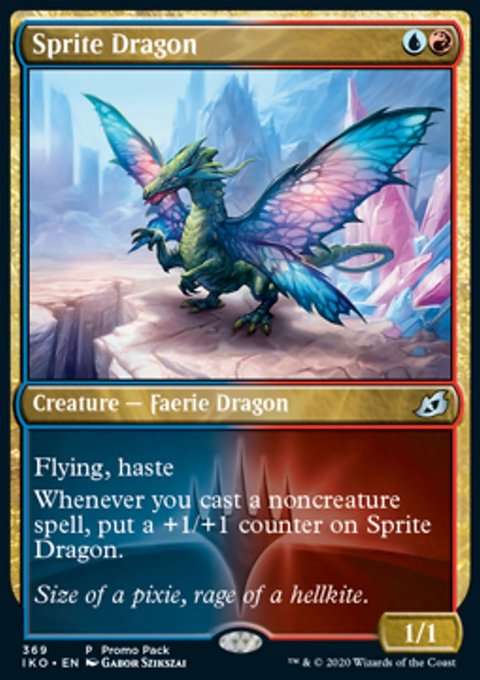 Sprite Dragon
Creature — Faerie Dragon
Flying, haste
Whenever you cast a noncreature
spell, put a +1/+1 counter on Sprite
Dragon.
Size of a pixie, rage of a hellkite.
1/1
369 P Promo Pack
IKO • EN Gabor Szikszai
™ & © 2020 Wizards of the Coast